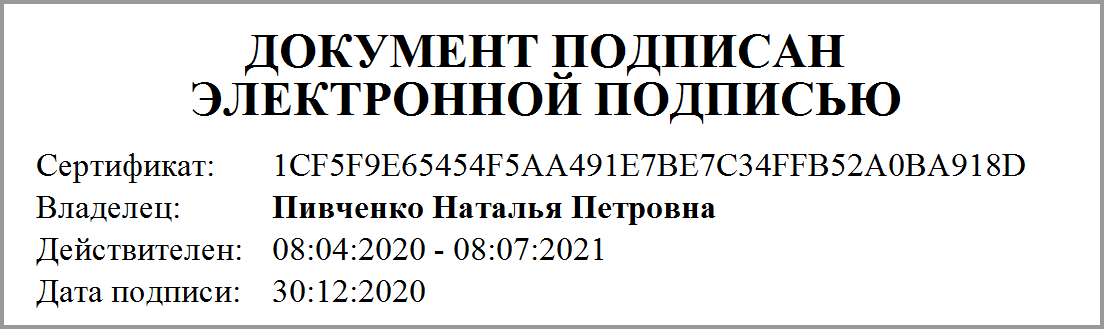 ДОКУМЕНТ ПОДПИСАН
ЭЛЕКТРОННОЙ ПОДПИСЬЮ
Сертификат: 1CF5F9E65454F5AA491E7BE7C34FFB52A0BA918D
Владелец: Пивченко Наталья Петровна
Действителен: 08:04:2020 - 08:07:2021
Дата подписи: 30:12:2020